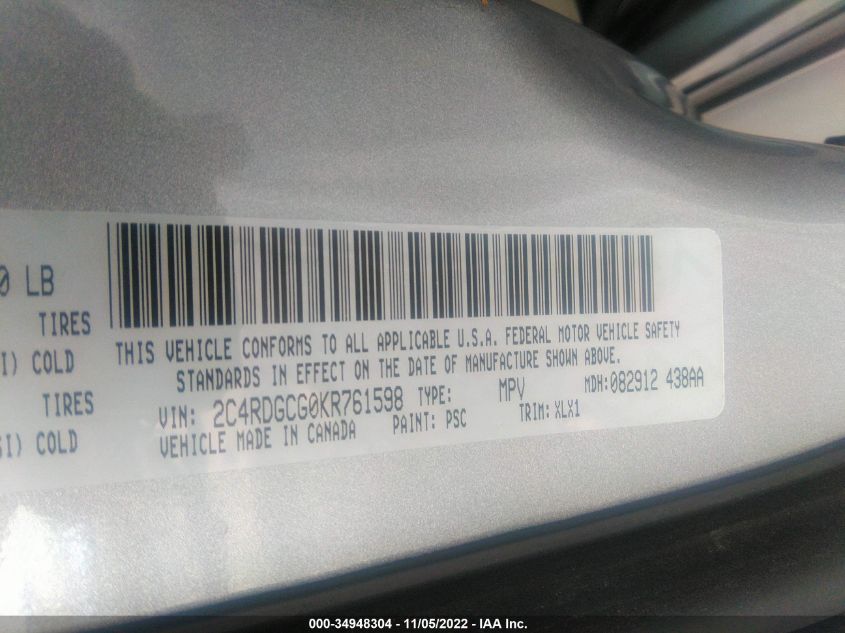 0 LB
TIRES
I) COLD
SI) COLD
THIS VEHICLE CONFORMS TO ALL APPLICABLE U.S.A. FEDERAL MOTOR VEHICLE SAFETY
STANDARDS IN EFFECT ON THE DATE OF MANUFACTURE SHOWN ABOVE.
VIN: 2C4RDGCG0KR761598 TYPE: MPV MDH: 082912 438AA
VEHICLE MADE IN CANADA PAINT: PSC TRIM: XLX1
000-34948304 - 11/05/2022 - IAA Inc.